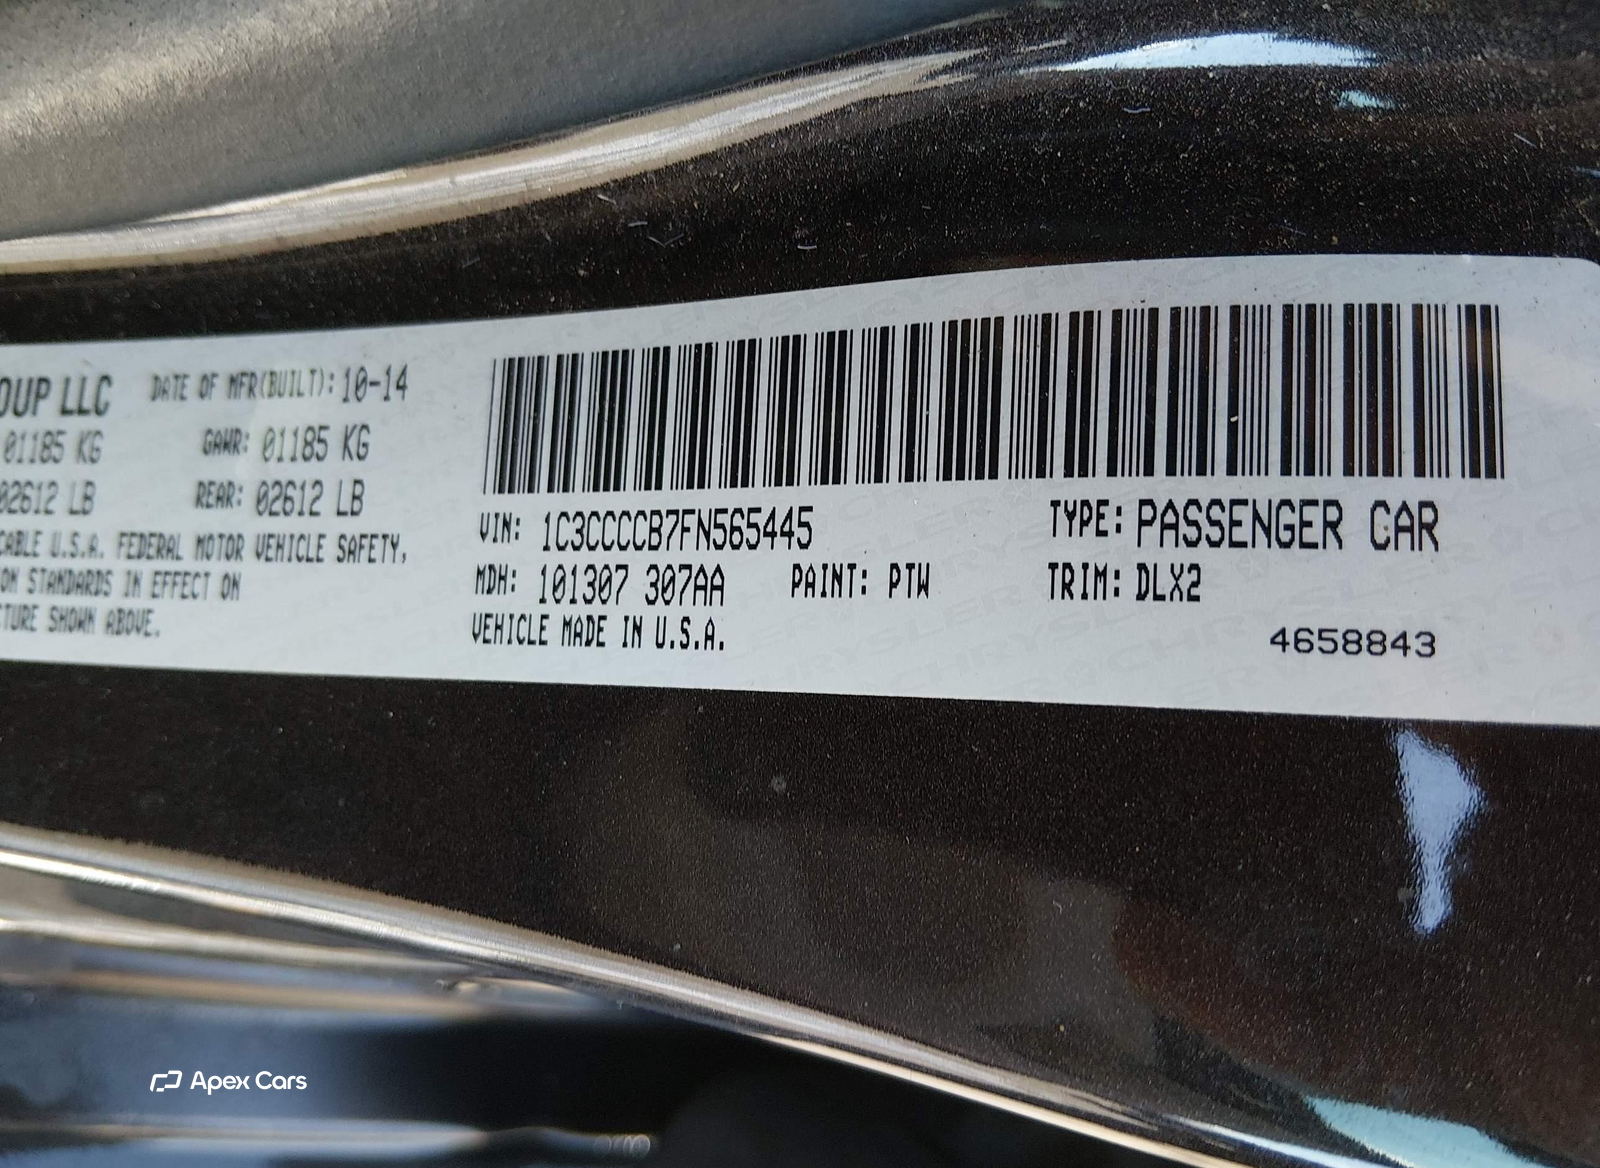 OUP LLC DATE OF MFR(BUILT): 10-14
01185 KG GAWR: 01185 KG
02612 LB REAR: 02612 LB
CABLE U.S.A. FEDERAL MOTOR VEHICLE SAFETY,
ON STANDARDS IN EFFECT ON
CTURE SHOWN ABOVE.
VIN: 1C3CCCCB7FN565445 TYPE: PASSENGER CAR
MDH: 101307 307AA PAINT: PTW TRIM: DLX2
VEHICLE MADE IN U.S.A.
4658843
Apex Cars